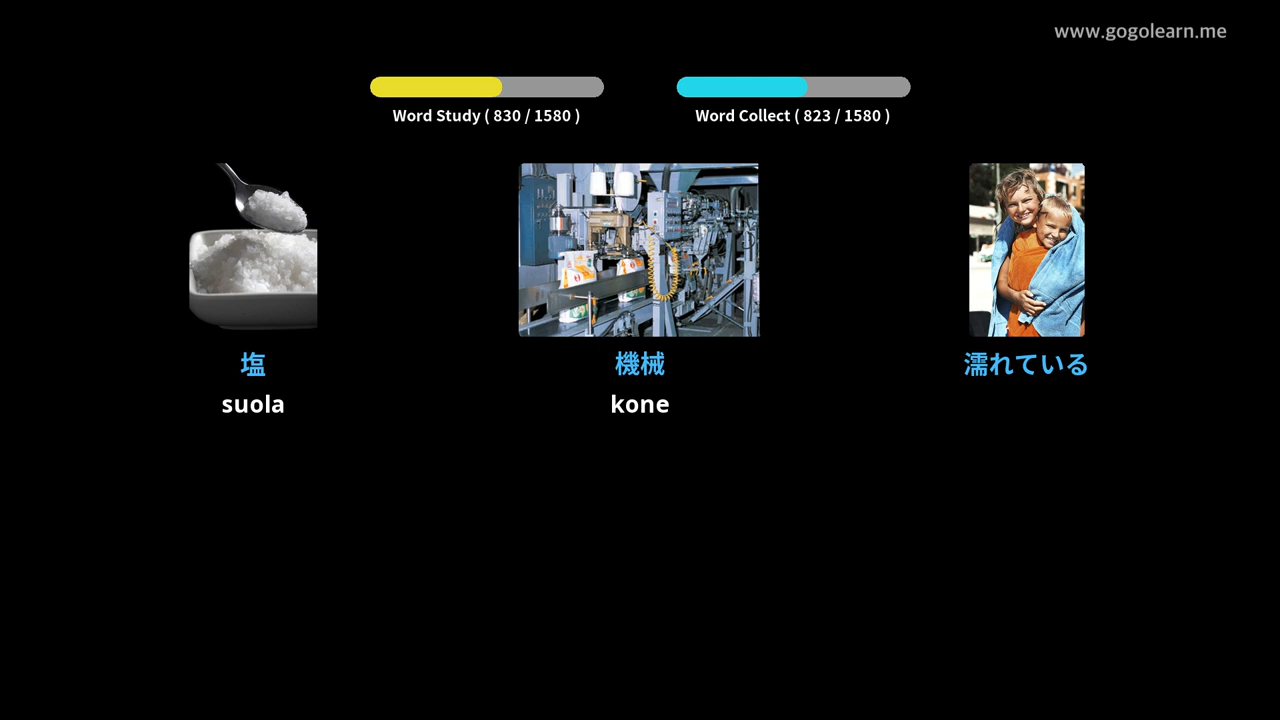 www.gogolearn.me
Word Study ( 830 / 1580 )
Word Collect ( 823 / 1580 )
塩
機械
濡れている
suola
kone